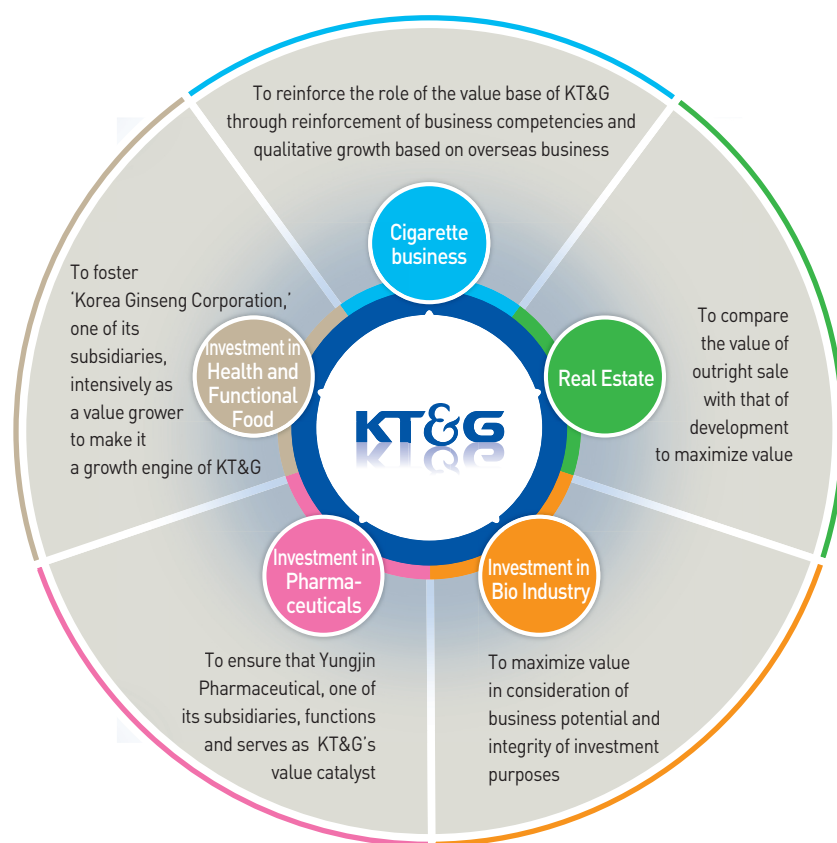 To reinforce the role of the value base of KT&G
through reinforcement of business competencies and
qualitative growth based on overseas business
Cigarette
business
To foster
‘Korea Ginseng Corporation,’
one of its
subsidiaries,
intensively as
a value grower
to make it
a growth engine of KT&G
Investment in
Health and
Functional
Food
KT&G
Real Estate
To compare
the value of
outright sale
with that of
development
to maximize value
Investment in
Pharma-
ceuticals
To ensure that Yungjin
Pharmaceutical, one of
its subsidiaries, functions
and serves as KT&G’s
value catalyst
Investment in
Bio Industry
To maximize value
in consideration of
business potential and
integrity of investment
purposes